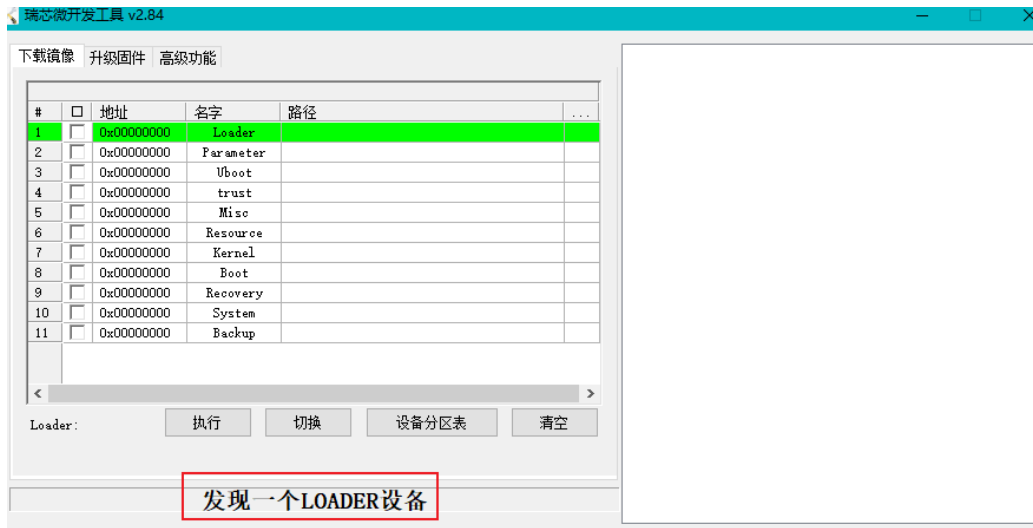 瑞芯微开发工具 v2.84
下载镜像 升级固件 高级功能
# 地址 名字 路径 ...
1 0x00000000 Loader
2 0x00000000 Parameter
3 0x00000000 Uboot
4 0x00000000 trust
5 0x00000000 Misc
6 0x00000000 Resource
7 0x00000000 Kernel
8 0x00000000 Boot
9 0x00000000 Recovery
10 0x00000000 System
11 0x00000000 Backup
Loader: 执行 切换 设备分区表 清空
发现一个LOADER设备